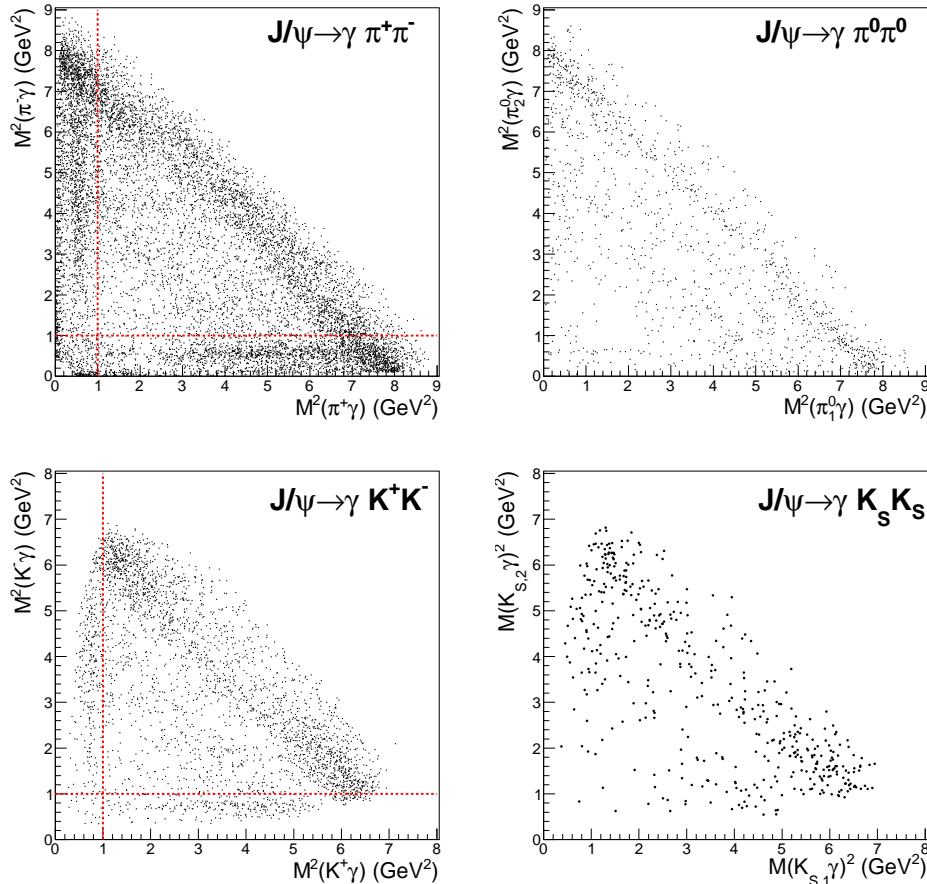 J/ψ→γ π⁺π⁻
M²(π⁻γ) (GeV²)
9
8
7
6
5
4
3
2
1
0
0 1 2 3 4 5 6 7 8 9
M²(π⁺γ) (GeV²)
J/ψ→γ π⁰π⁰
M²(π⁰₂γ) (GeV²)
9
8
7
6
5
4
3
2
1
0
0 1 2 3 4 5 6 7 8 9
M²(π⁰₁γ) (GeV²)
J/ψ→γ K⁺K⁻
M²(K⁻γ) (GeV²)
8
7
6
5
4
3
2
1
0
0 1 2 3 4 5 6 7 8
M²(K⁺γ) (GeV²)
J/ψ→γ K_S K_S
M(K_S,2 γ)² (GeV²)
8
7
6
5
4
3
2
1
0
0 1 2 3 4 5 6 7 8
M(K_S,1 γ)² (GeV²)